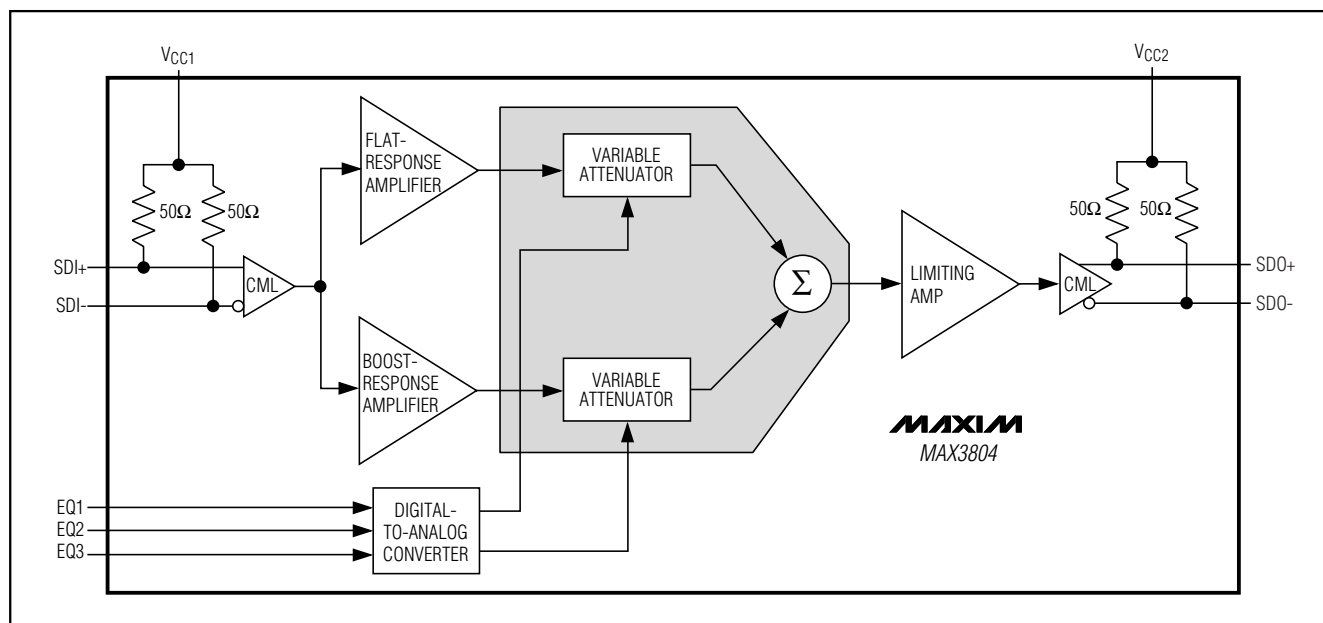 VCC1
VCC2
50Ω
50Ω
SDI+
SDI-
CML
FLAT-
RESPONSE
AMPLIFIER
BOOST-
RESPONSE
AMPLIFIER
VARIABLE
ATTENUATOR
VARIABLE
ATTENUATOR
Σ
LIMITING
AMP
50Ω
50Ω
CML
SDO+
SDO-
MAXIM
MAX3804
EQ1
EQ2
EQ3
DIGITAL-
TO-ANALOG
CONVERTER